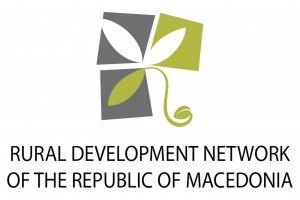 RURAL DEVELOPMENT NETWORK
OF THE REPUBLIC OF MACEDONIA